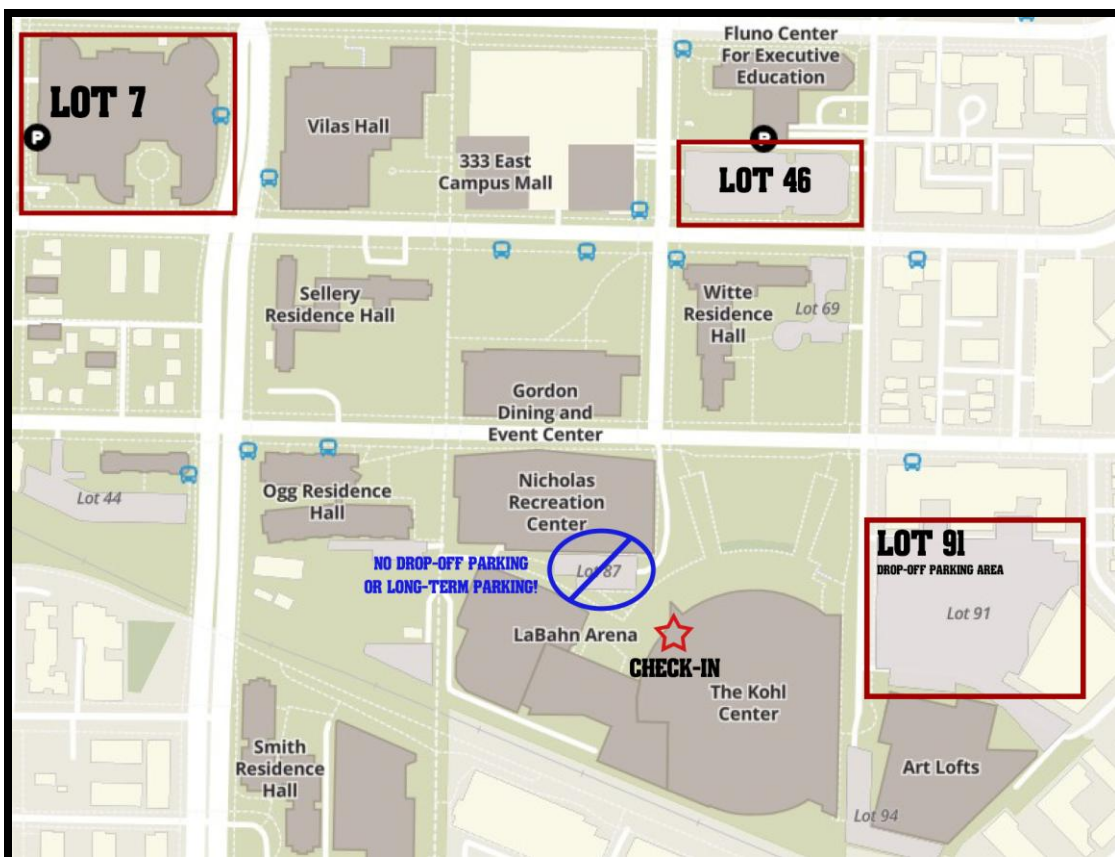 Fluno Center
For Executive
Education
LOT 7
P
Vilas Hall
333 East
Campus Mall
P
LOT 46
Sellery
Residence Hall
Witte
Residence
Hall
Lot 69
Gordon
Dining and
Event Center
Lot 44
Ogg Residence
Hall
Nicholas
Recreation
Center
NO DROP-OFF PARKING
OR LONG-TERM PARKING!
Lot 87
LOT 91
DROP-OFF PARKING AREA
Lot 91
LaBahn Arena
CHECK-IN
The Kohl
Center
Smith
Residence
Hall
Art Lofts
Lot 94